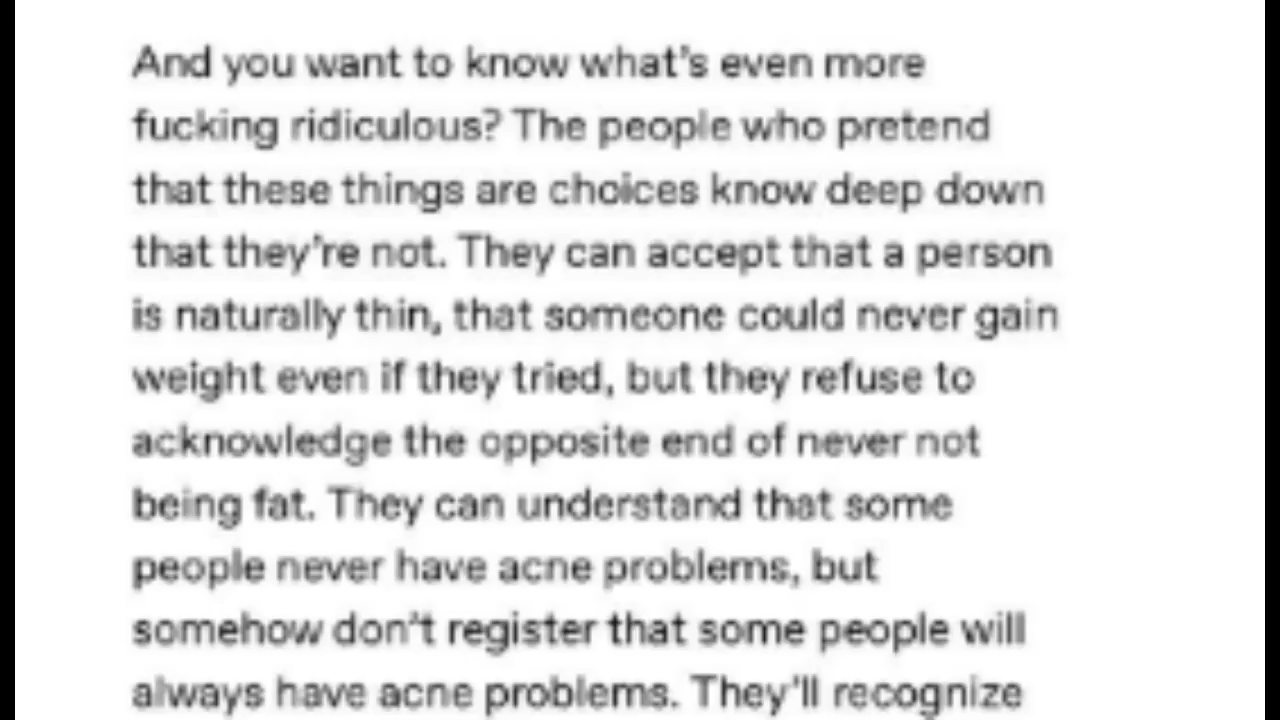 And you want to know what's even more
fucking ridiculous? The people who pretend
that these things are choices know deep down
that they're not. They can accept that a person
is naturally thin, that someone could never gain
weight even if they tried, but they refuse to
acknowledge the opposite end of never not
being fat. They can understand that some
people never have acne problems, but
somehow don't register that some people will
always have acne problems. They'll recognize